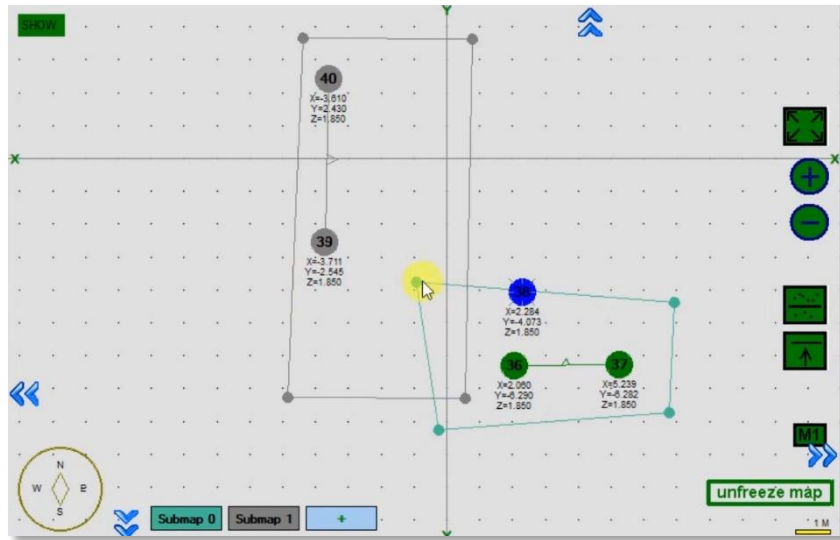 SHOW
Y
40
X=-3.610
Y=2.430
Z=1.850
X
X
39
X=-3.711
Y=-2.545
Z=1.850
38
X=2.284
Y=-4.073
Z=1.850
36
37
X=2.060
Y=-6.290
Z=1.850
X=5.239
Y=-6.282
Z=1.850
M1
N
W
E
S
unfreeze map
Submap 0
Submap 1
+
1 M
Y